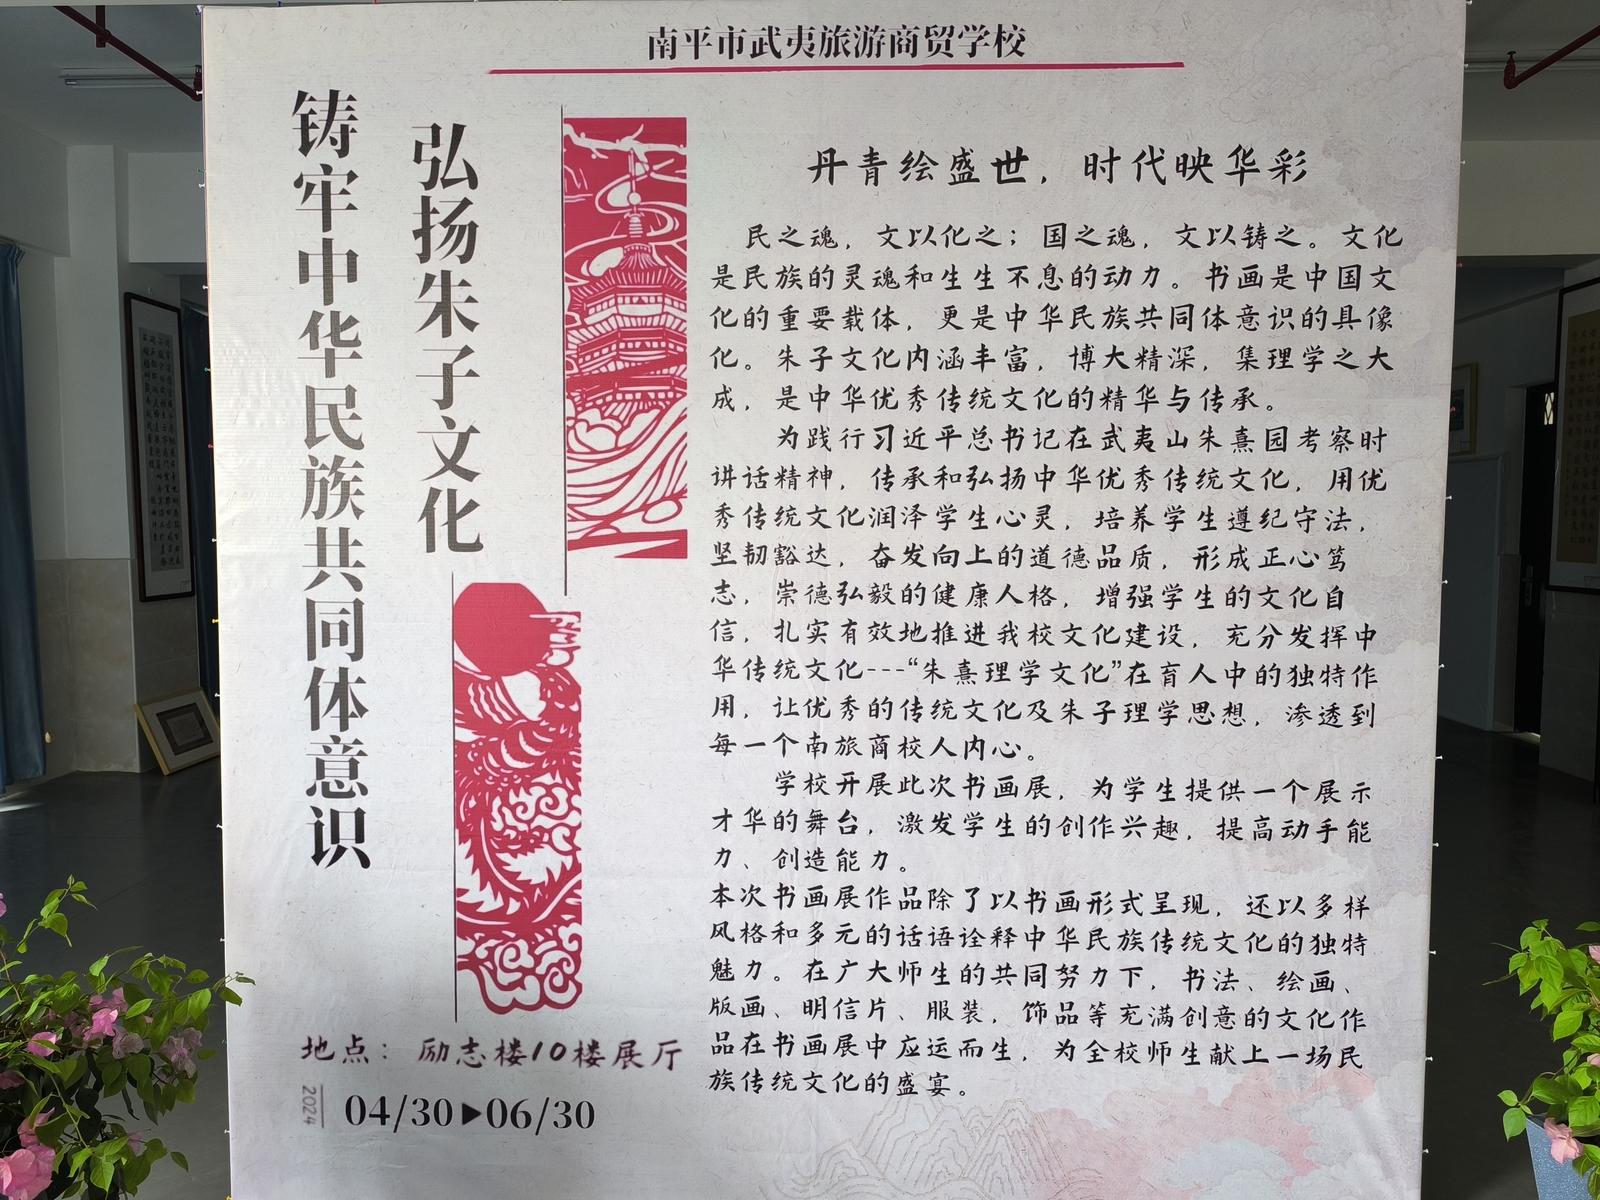 南平市武夷旅游商贸学校
铸牢中华民族共同体意识
弘扬朱子文化
丹青绘盛世，时代映华彩
民之魂，文以化之；国之魂，文以铸之。文化
是民族的灵魂和生生不息的动力。书画是中国文
化的重要载体，更是中华民族共同体意识的具像
化。朱子文化内涵丰富，博大精深，集理学之大
成，是中华优秀传统文化的精华与传承。
为践行习近平总书记在武夷山朱熹园考察时
讲话精神，传承和弘扬中华优秀传统文化，用优
秀传统文化润泽学生心灵，培养学生遵纪守法，
坚韧豁达，奋发向上的道德品质，形成正心笃
志，崇德弘毅的健康人格，增强学生的文化自
信，扎实有效地推进我校文化建设，充分发挥中
华传统文化---“朱熹理学文化”在育人中的独特作
用，让优秀的传统文化及朱子理学思想，渗透到
每一个南旅商校人内心。
学校开展此次书画展，为学生提供一个展示
才华的舞台，激发学生的创作兴趣，提高动手能
力、创造能力。
本次书画展作品除了以书画形式呈现，还以多样
风格和多元的话语诠释中华民族传统文化的独特
魅力。在广大师生的共同努力下，书法、绘画、
版画、明信片、服装，饰品等充满创意的文化作
品在书画展中应运而生，为全校师生献上一场民
族传统文化的盛宴。
地点：励志楼10楼展厅
2024
04/30▶06/30